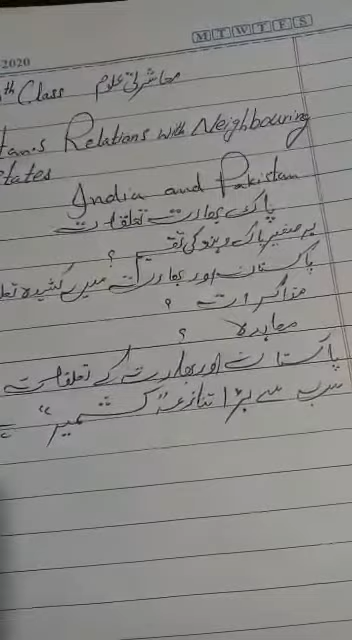 M T W T F S
2020
th Class معاشرتی علوم
tan's Relations with Neighbouring
States
India and Pakistan
پاک بھارت تعلقات
برصغیر پاک و ہند کی تقسیم ؟
پاکستان اور بھارت میں کشیدہ تعل
مذاکرات ؟
معاہدہ ؟
پاکستان اور بھارت کے تعلقات
سب سے بڑا تنازعہ "کشمیر"